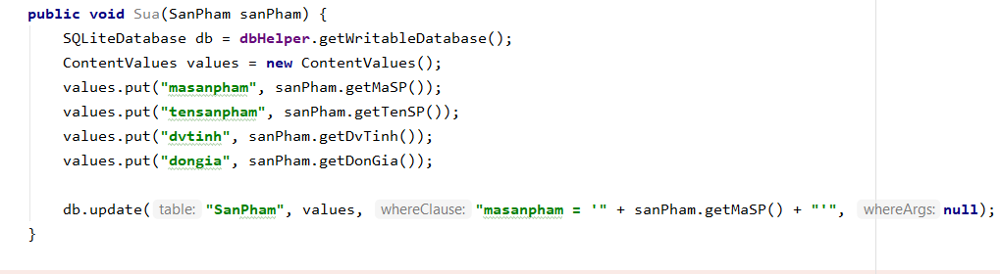 public void Sua(SanPham sanPham) {
SQLiteDatabase db = dbHelper.getWritableDatabase();
ContentValues values = new ContentValues();
values.put("masanpham", sanPham.getMaSP());
values.put("tensanpham", sanPham.getTenSP());
values.put("dvtinh", sanPham.getDvTinh());
values.put("dongia", sanPham.getDonGia());
db.update( table: "SanPham", values, whereClause: "masanpham = '" + sanPham.getMaSP() + "'", whereArgs: null);
}